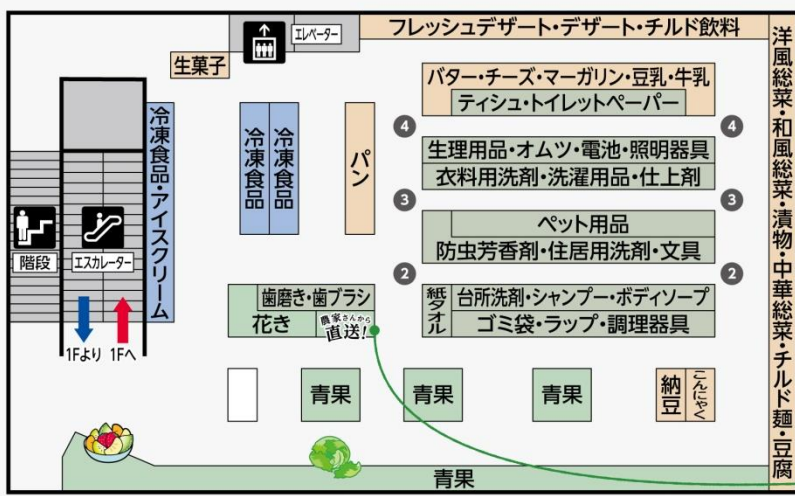 エレベーター
フレッシュデザート・デザート・チルド飲料
洋風総菜・和風総菜・漬物・中華総菜・チルド麺・豆腐
生菓子
バター・チーズ・マーガリン・豆乳・牛乳
ティシュ・トイレットペーパー
4
4
冷凍食品・アイスクリーム
冷凍食品
冷凍食品
パン
生理用品・オムツ・電池・照明器具
衣料用洗剤・洗濯用品・仕上剤
3
3
階段
エスカレーター
ペット用品
防虫芳香剤・住居用洗剤・文具
2
2
歯磨き・歯ブラシ
花き
農家さんから
直送!
紙タオル
台所洗剤・シャンプー・ボディソープ
ゴミ袋・ラップ・調理器具
1Fより
1Fへ
青果
青果
青果
納豆
こんにゃく
青果